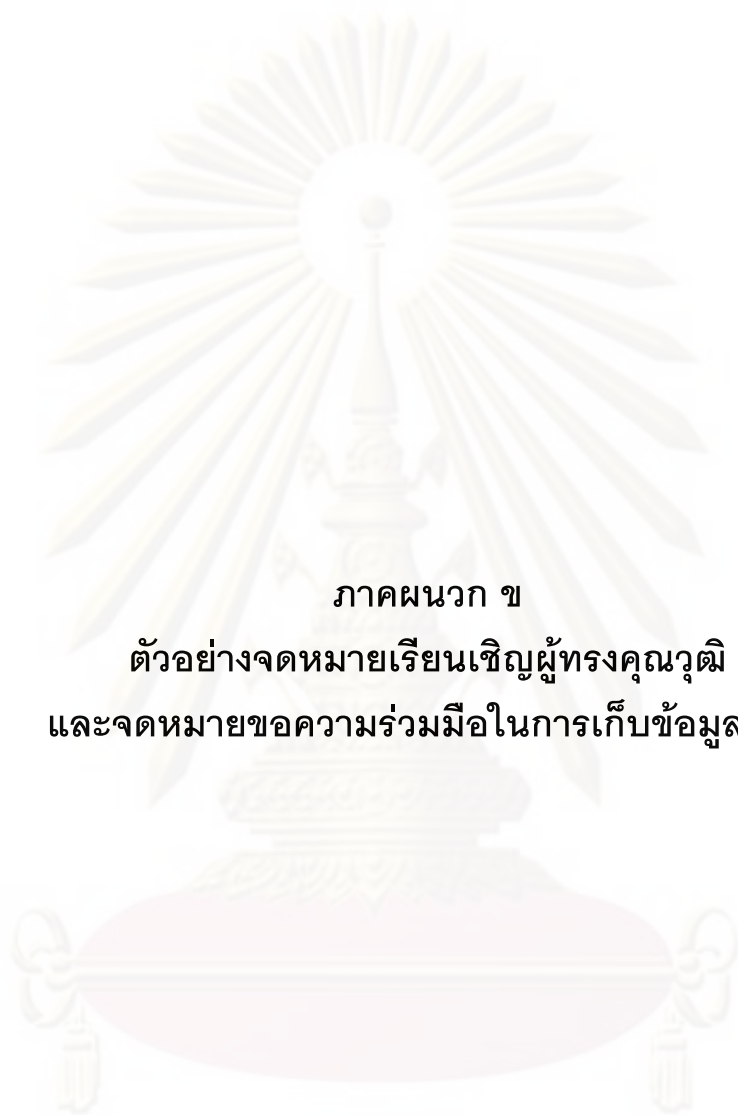 ภาคผนวก ข
ตัวอย่างจดหมายเรียนเชิญผู้ทรงคุณวุฒิ
และจดหมายขอความร่วมมือในการเก็บข้อมูล